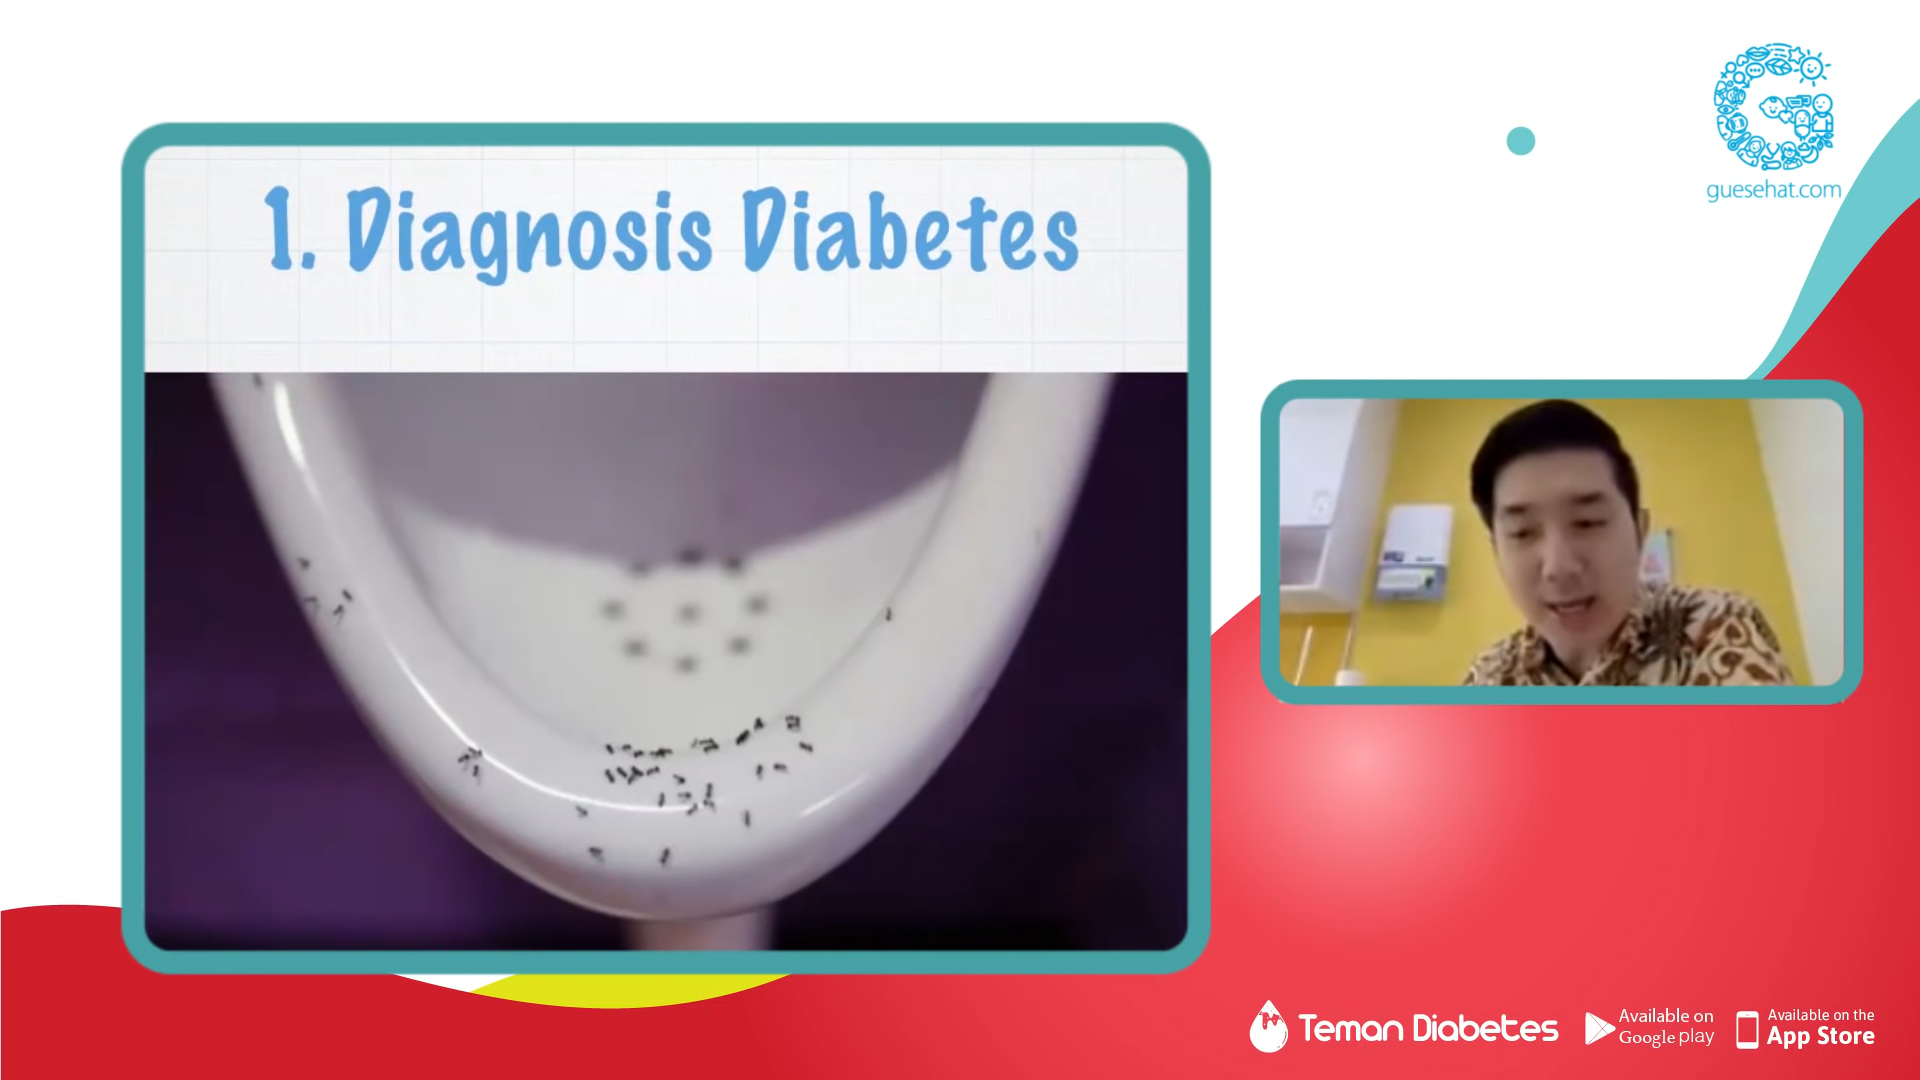 1. Diagnosis Diabetes
guesehat.com
Teman Diabetes
Available on
Google play
Available on the
App Store